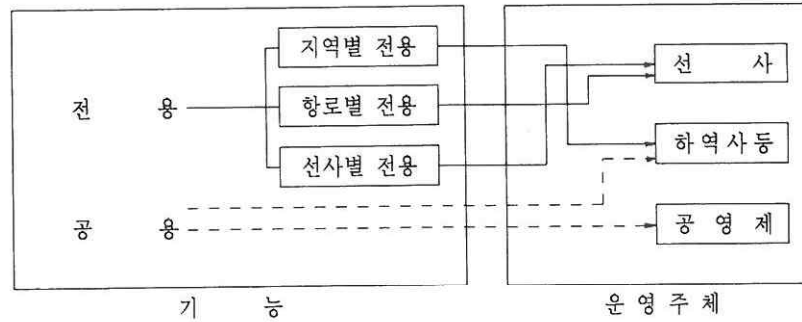 지역별 전용
선 사
전 용
항로별 전용
하역사등
선사별 전용
공 용
공영제
기 능
운영주체